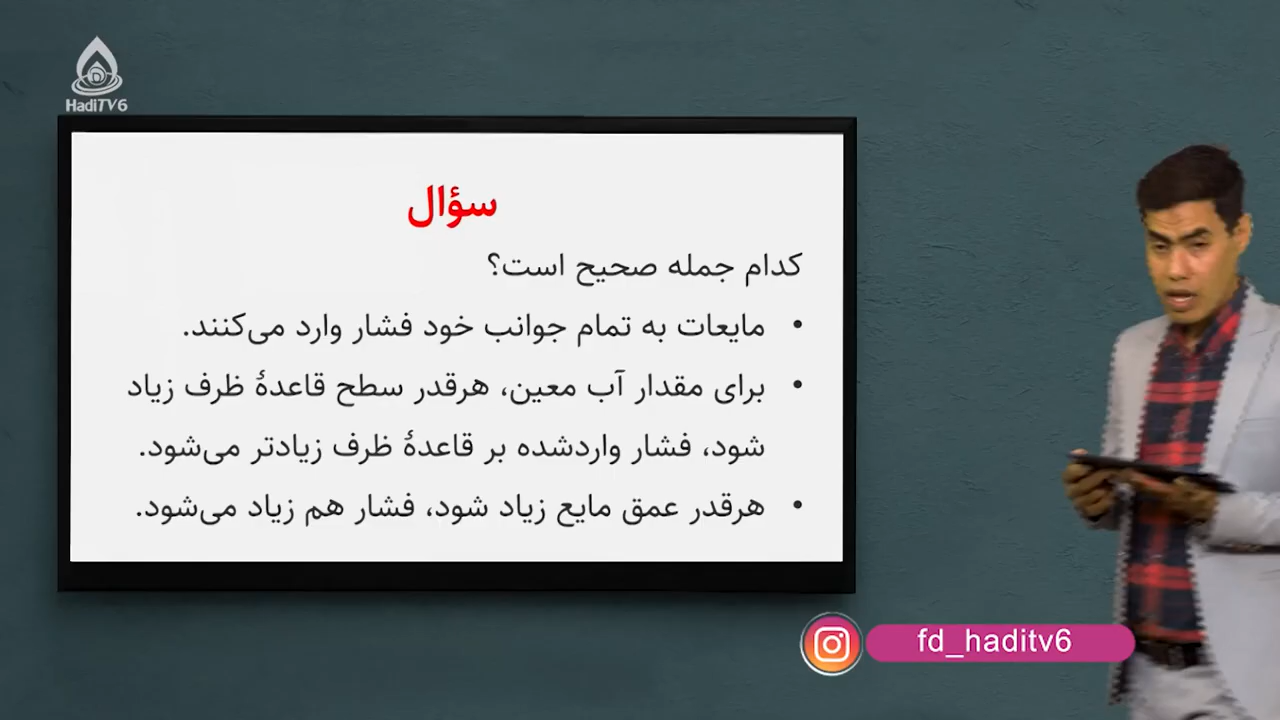 HadiTV6
سؤال
کدام جمله صحیح است؟
• مایعات به تمام جوانب خود فشار وارد می‌کنند.
• برای مقدار آب معین، هرقدر سطح قاعدهٔ ظرف زیاد
شود، فشار واردشده بر قاعدهٔ ظرف زیادتر می‌شود.
• هرقدر عمق مایع زیاد شود، فشار هم زیاد می‌شود.
fd_haditv6